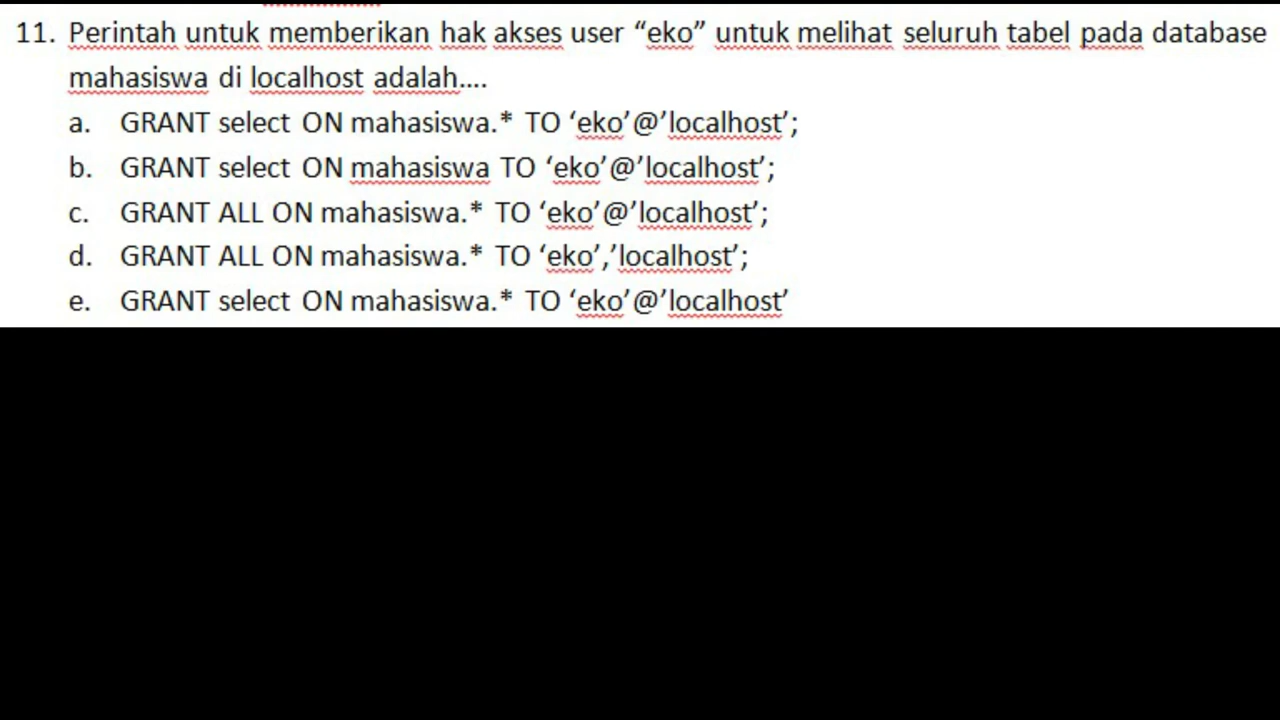 11. Perintah untuk memberikan hak akses user “eko” untuk melihat seluruh tabel pada database
mahasiswa di localhost adalah....
a. GRANT select ON mahasiswa.* TO ‘eko’@’localhost’;
b. GRANT select ON mahasiswa TO ‘eko’@’localhost’;
c. GRANT ALL ON mahasiswa.* TO ‘eko’@’localhost’;
d. GRANT ALL ON mahasiswa.* TO ‘eko’,’localhost’;
e. GRANT select ON mahasiswa.* TO ‘eko’@’localhost’